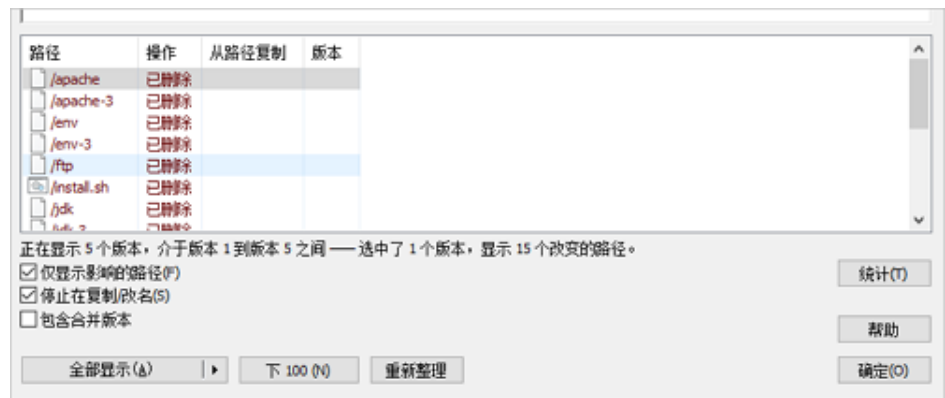 路径 操作 从路径复制 版本
/apache 已删除
/apache-3 已删除
/env 已删除
/env-3 已删除
/ftp 已删除
/install.sh 已删除
/jdk 已删除
正在显示 5 个版本，介于版本 1 到版本 5 之间 —— 选中了 1 个版本，显示 15 个改变的路径。
仅显示影响的路径(F)
统计(T)
停止在复制/改名(S)
包含合并版本
帮助
全部显示(A) 下 100 (N) 重新整理 确定(O)